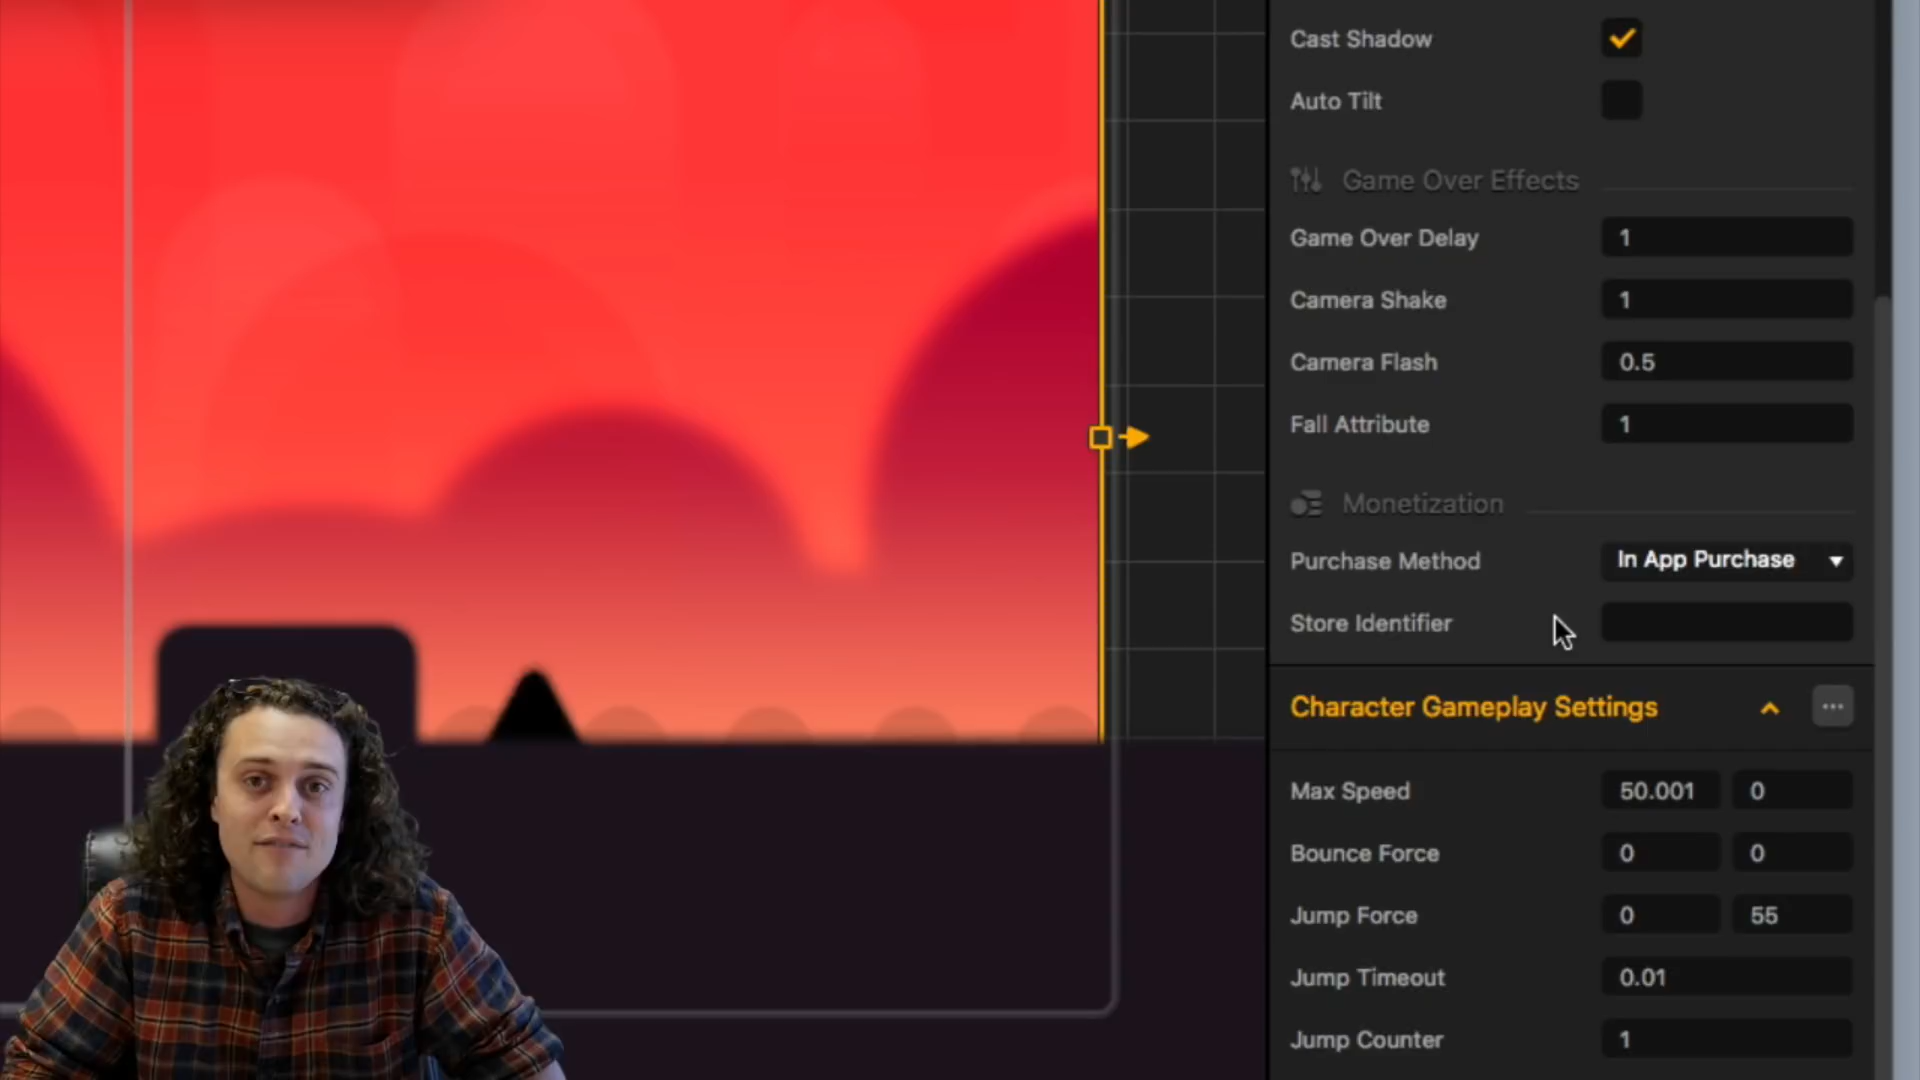 Cast Shadow
Auto Tilt
Game Over Effects
Game Over Delay 1
Camera Shake 1
Camera Flash 0.5
Fall Attribute 1
Monetization
Purchase Method In App Purchase
Store Identifier
Character Gameplay Settings
Max Speed 50.001 0
Bounce Force 0 0
Jump Force 0 55
Jump Timeout 0.01
Jump Counter 1